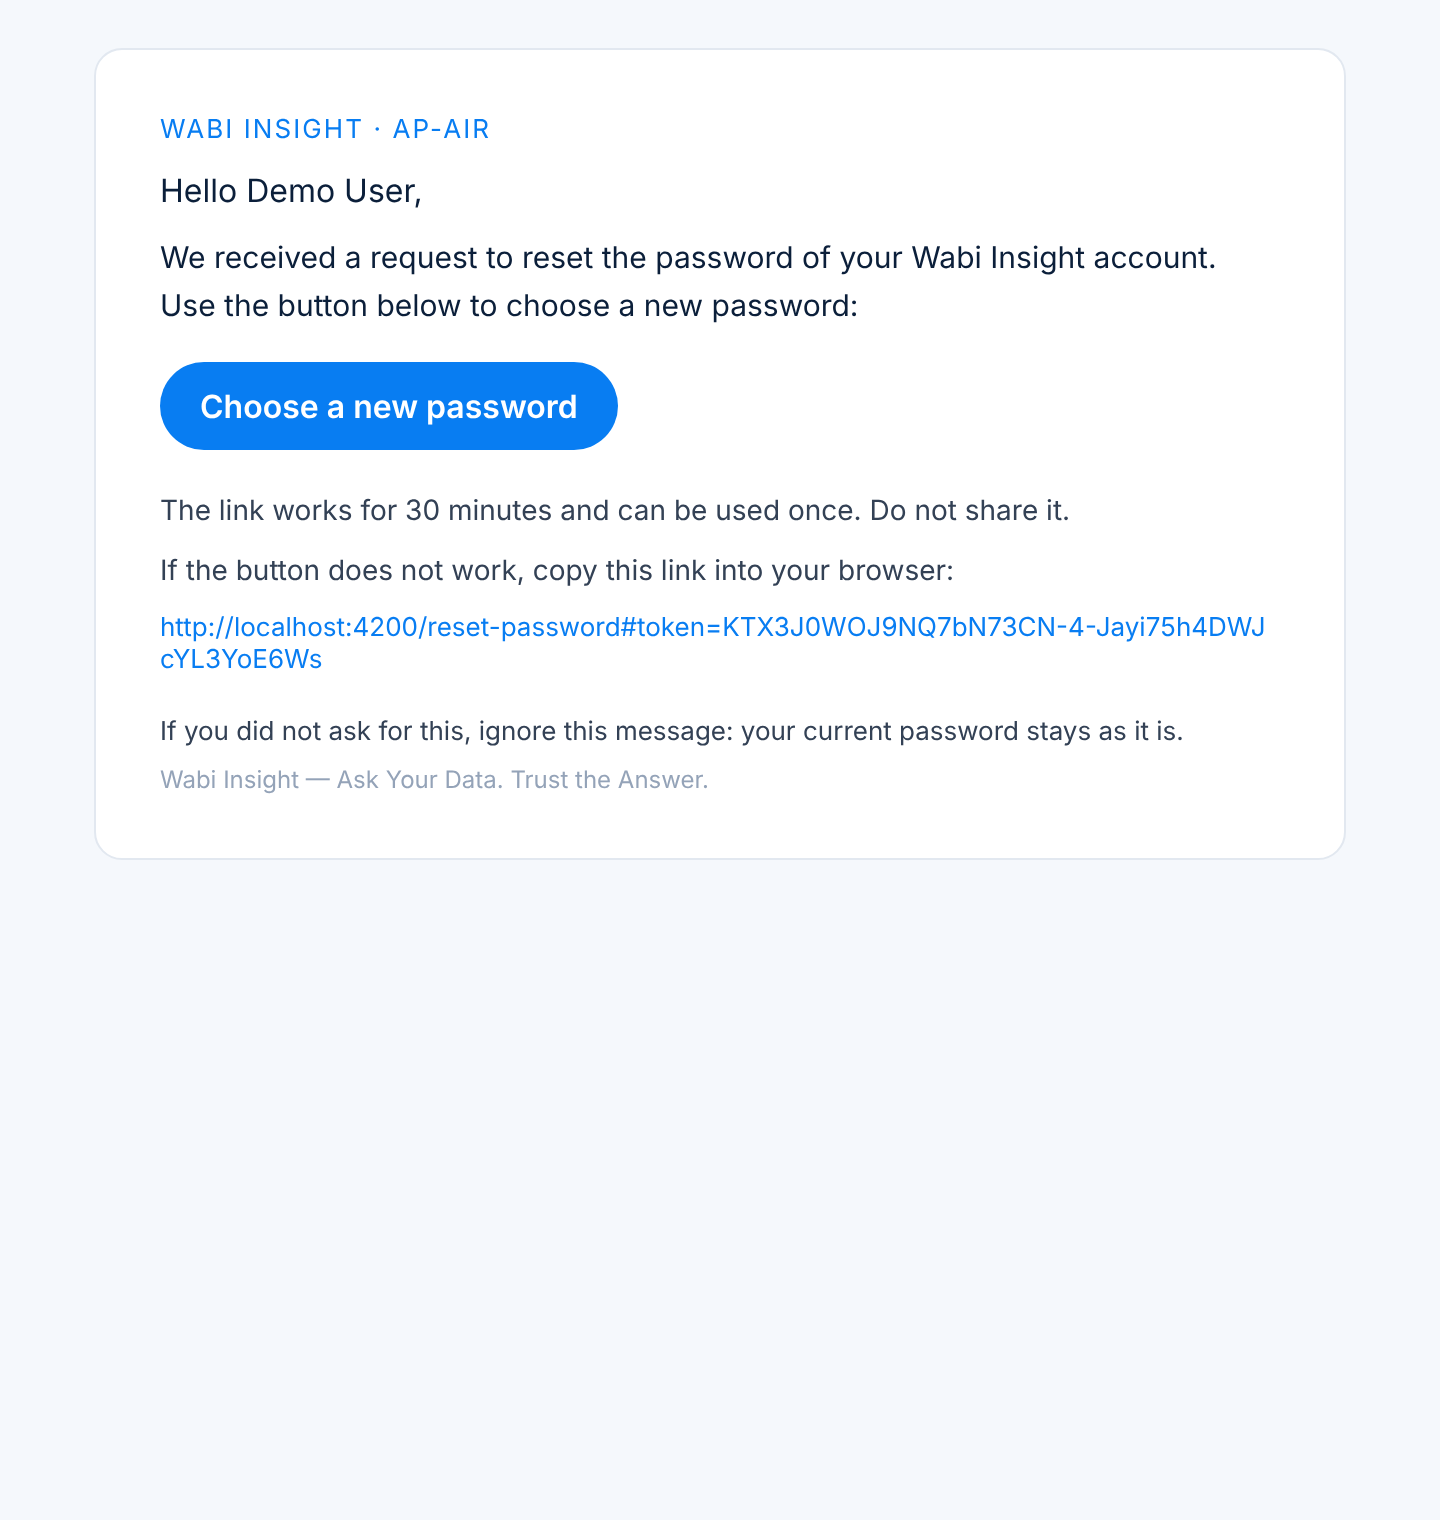 WABI INSIGHT · AP-AIR
Hello Demo User,
We received a request to reset the password of your Wabi Insight account.
Use the button below to choose a new password:
Choose a new password
The link works for 30 minutes and can be used once. Do not share it.
If the button does not work, copy this link into your browser:
http://localhost:4200/reset-password#token=KTX3J0WOJ9NQ7bN73CN-4-Jayi75h4DWJ
cYL3YoE6Ws
If you did not ask for this, ignore this message: your current password stays as it is.
Wabi Insight — Ask Your Data. Trust the Answer.